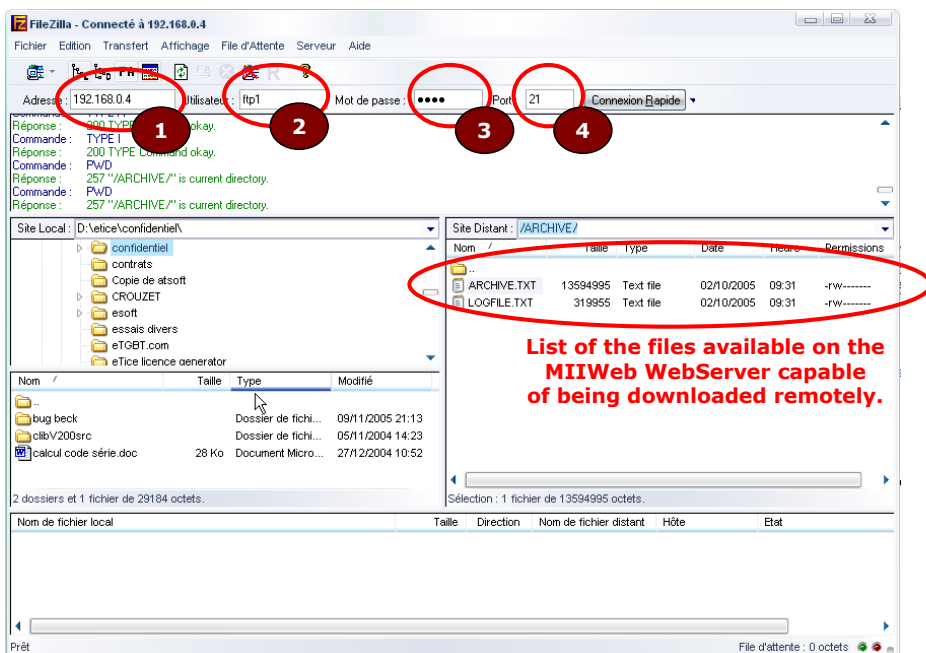 FileZilla - Connecté à 192.168.0.4
Fichier Edition Transfert Affichage File d'Attente Serveur Aide
Adresse : 192.168.0.4 Utilisateur : ftp1 Mot de passe : •••• Port 21 Connexion Rapide
1 2 3 4
Réponse : 200 TYPE okay.
Commande : TYPE I
Réponse : 200 TYPE Command okay.
Commande : PWD
Réponse : 257 "/ARCHIVE/" is current directory.
Commande : PWD
Réponse : 257 "/ARCHIVE/" is current directory.
Site Local : D:\etice\confidentiel\
confidentiel
contrats
Copie de atsoft
CROUZET
esoft
essais divers
eTGBT.com
eTice licence generator
Nom Taille Type Modifié
..
bug beck Dossier de fichi... 09/11/2005 21:13
clibV200src Dossier de fichi... 05/11/2004 14:23
calcul code série.doc 28 Ko Document Micro... 27/12/2004 10:52
2 dossiers et 1 fichier de 29184 octets.
Site Distant : /ARCHIVE/
Nom Taille Type Date Heure Permissions
..
ARCHIVE.TXT 13594995 Text file 02/10/2005 09:31 -rw-------
LOGFILE.TXT 319955 Text file 02/10/2005 09:31 -rw-------
List of the files available on the
MIIWeb WebServer capable
of being downloaded remotely.
Sélection : 1 fichier de 13594995 octets.
Nom de fichier local Taille Direction Nom de fichier distant Hôte Etat
Prêt File d'attente : 0 octets